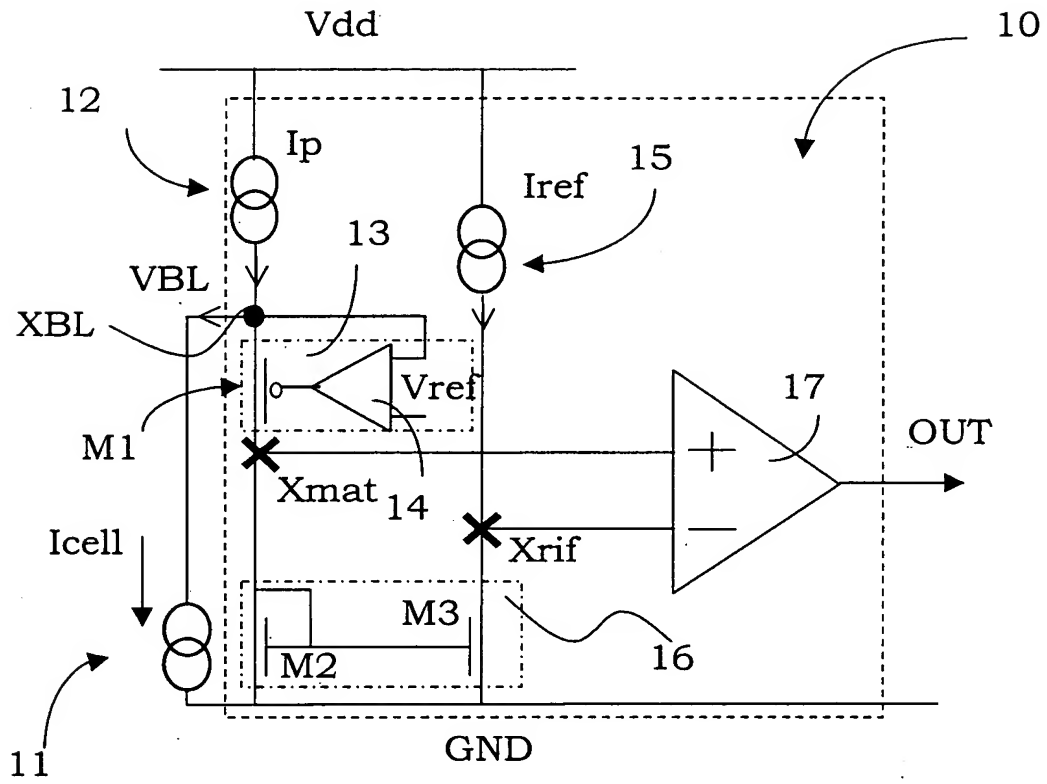 Vdd
10
12
Ip
15
Iref
13
VBL
XBL
Vref
17
M1
OUT
Xmat
14
Icell
Xrif
M3
M2
16
GND
11